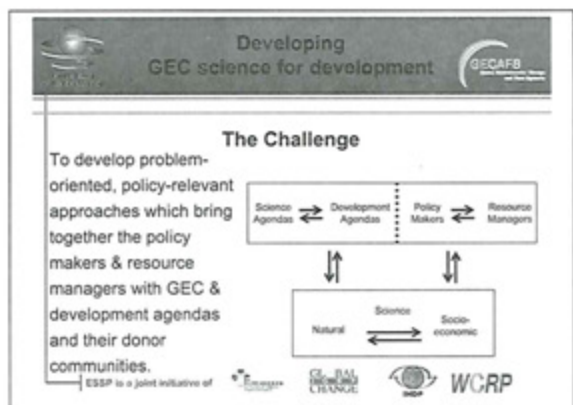 Developing
GEC science for development
GECAFS
The Challenge
To develop problem-
oriented, policy-relevant
approaches which bring
together the policy
makers & resource
managers with GEC &
development agendas
and their donor
communities.
Science Agendas
Development Agendas
Policy Makers
Resource Managers
Science
Natural
Socio-
economic
ESSP is a joint initiative of
GLOBAL
CHANGE
IHDP
WCRP